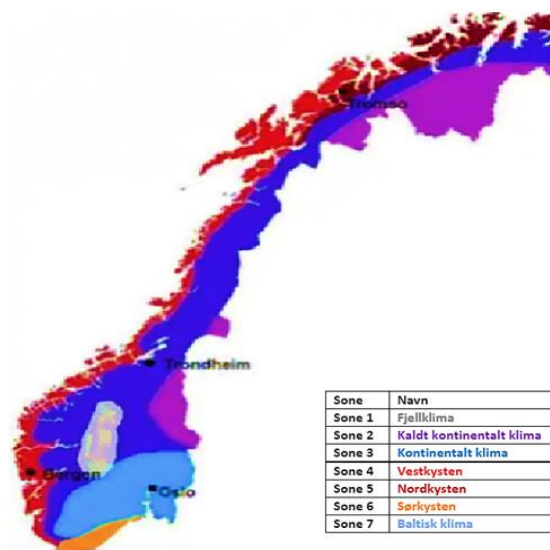 Tromsø
Trondheim
Bergen
Oslo
Sone Navn
Sone 1 Fjellklima
Sone 2 Kaldt kontinentalt klima
Sone 3 Kontinentalt klima
Sone 4 Vestkysten
Sone 5 Nordkysten
Sone 6 Sørkysten
Sone 7 Baltisk klima